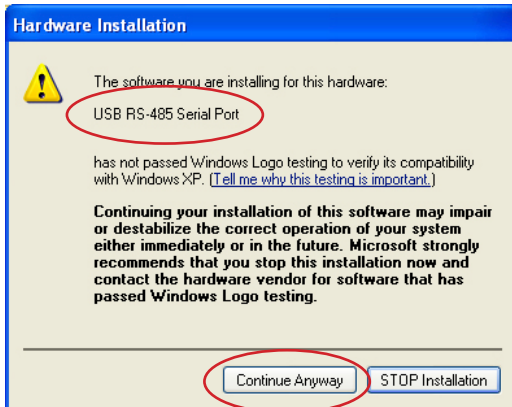 Hardware Installation
The software you are installing for this hardware:
USB RS-485 Serial Port
has not passed Windows Logo testing to verify its compatibility
with Windows XP. (Tell me why this testing is important.)
Continuing your installation of this software may impair
or destabilize the correct operation of your system
either immediately or in the future. Microsoft strongly
recommends that you stop this installation now and
contact the hardware vendor for software that has
passed Windows Logo testing.
Continue Anyway
STOP Installation